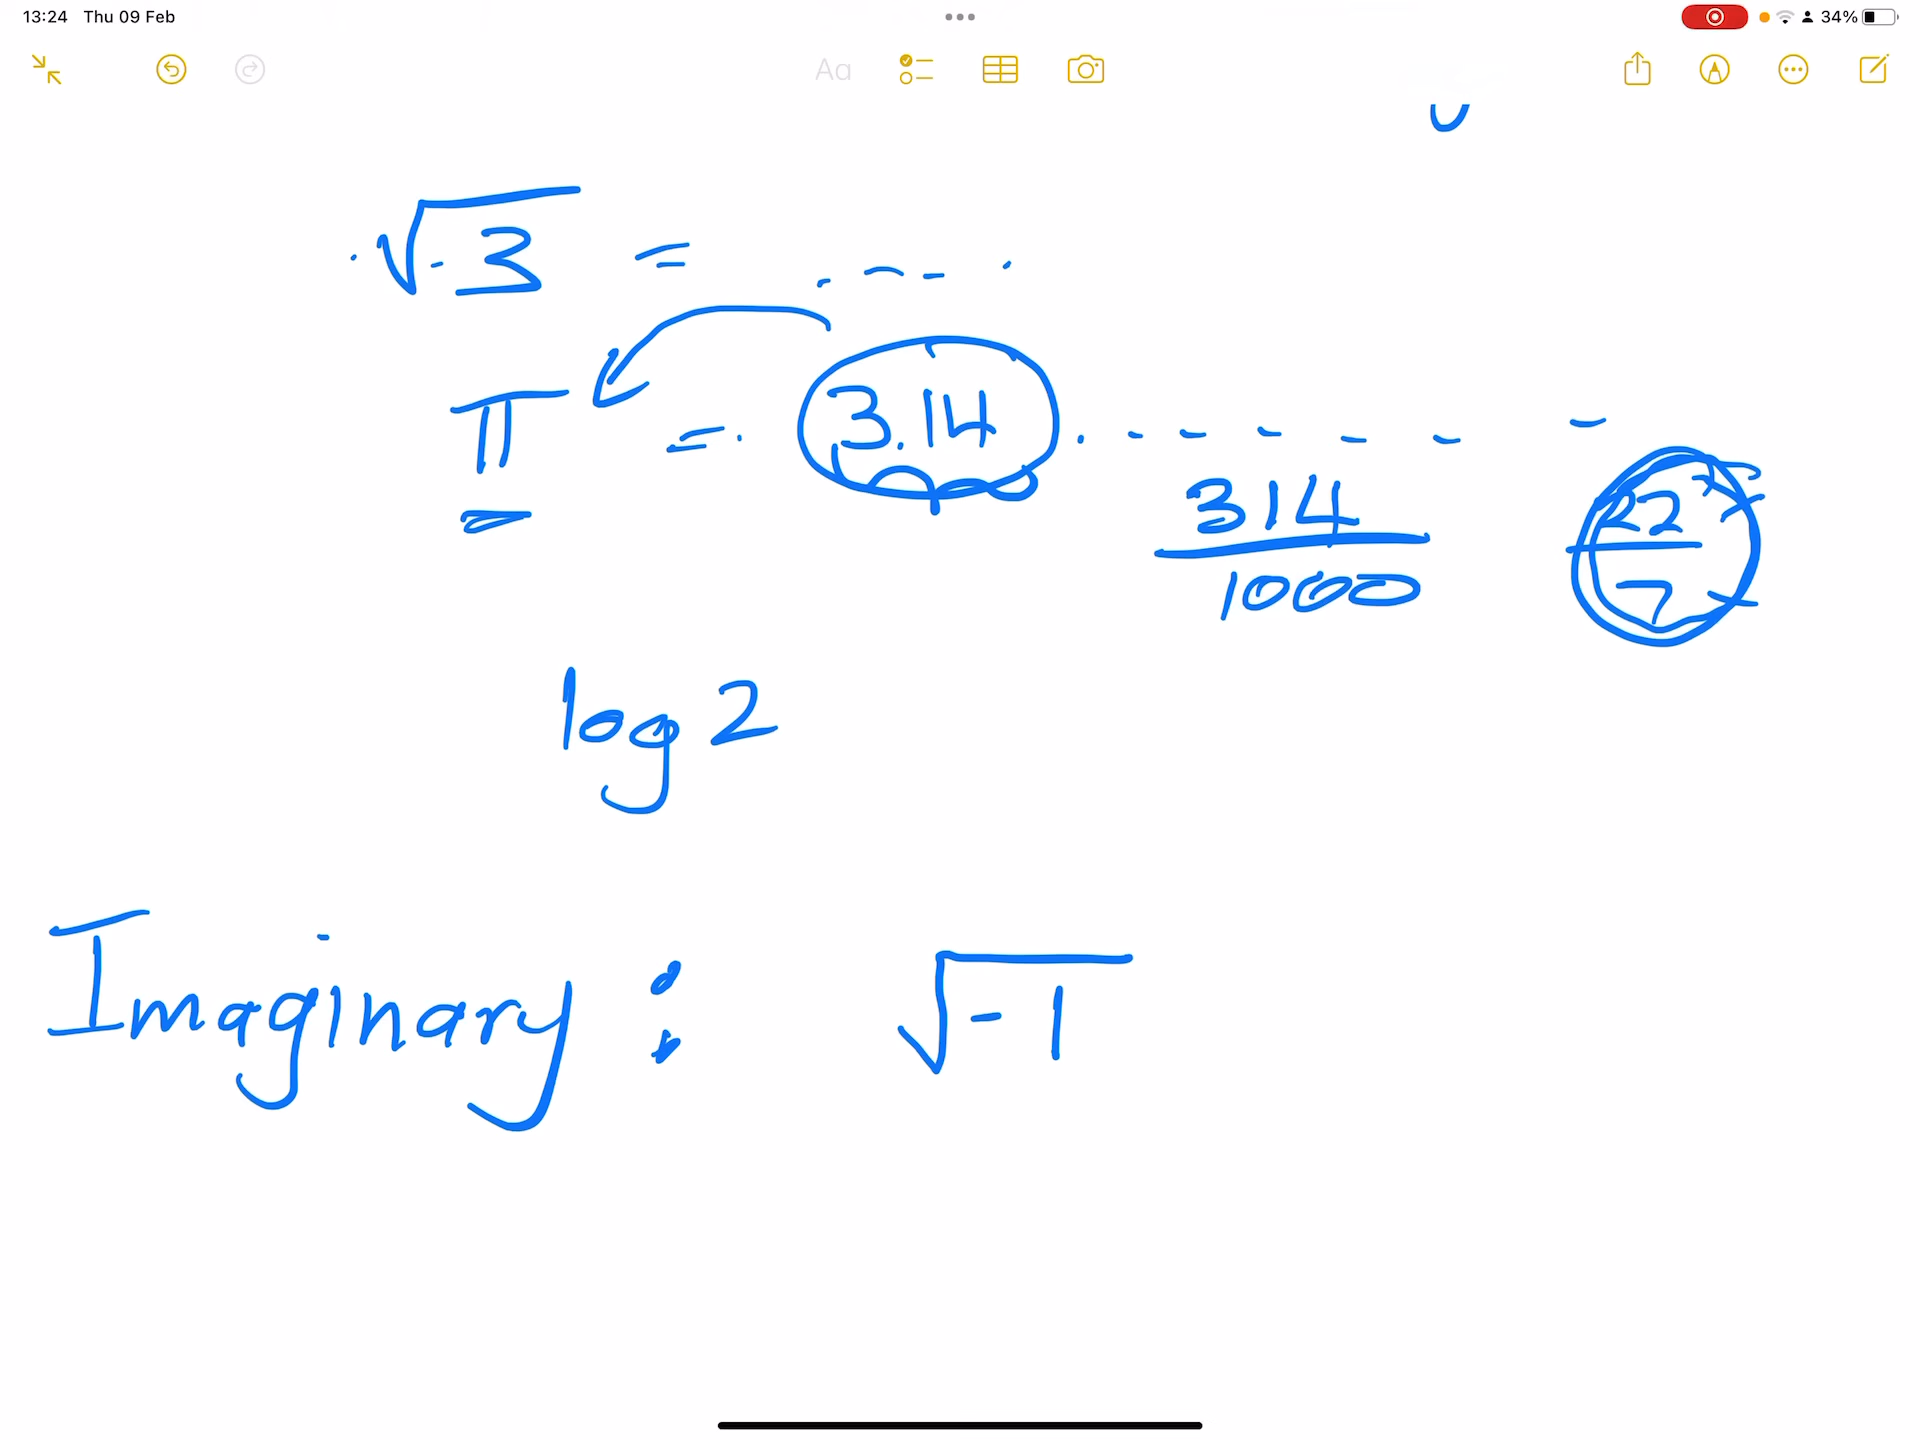 13:24 Thu 09 Feb 34%
Aa
√3 =
π = 3.14 . - - - - - -
314/1000 22/7
log 2
Imaginary : √-1